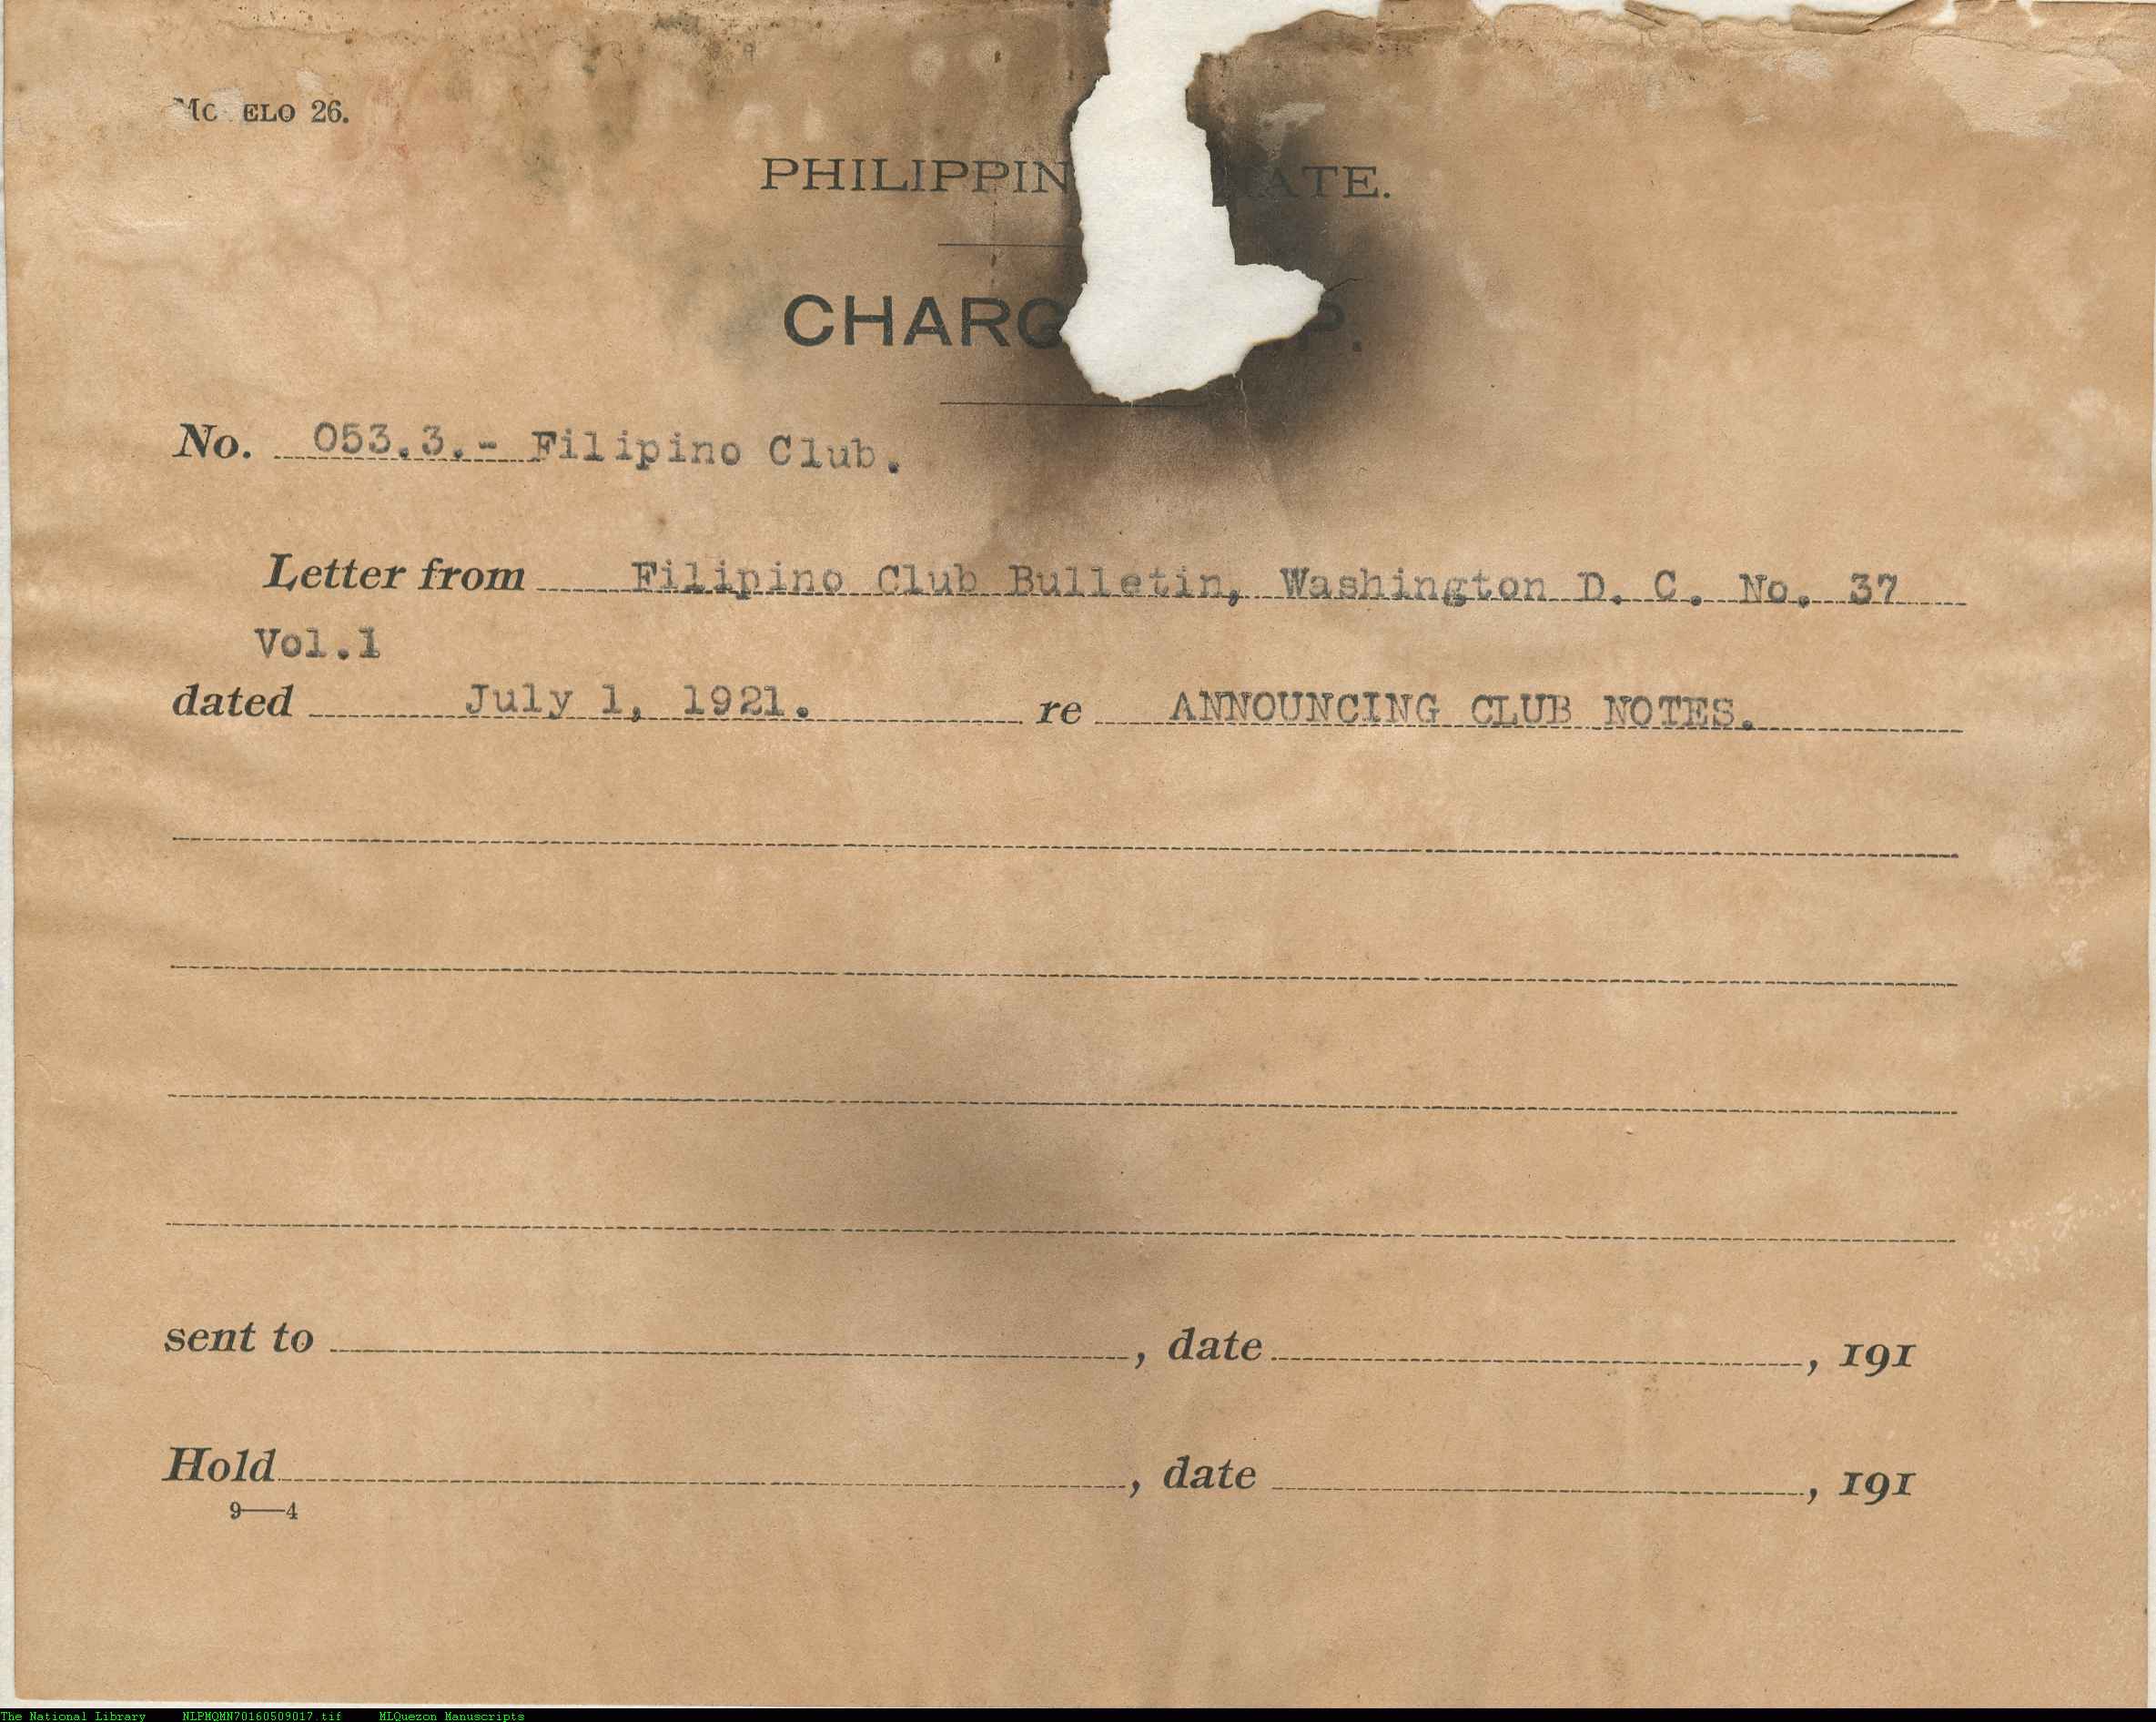 MODELO 26.
PHILIPPIN ATE.
CHARG P.
No. 053.3.- Filipino Club.
Letter from Filipino Club Bulletin, Washington D. C. No. 37
Vol.1
dated July 1, 1921. re ANNOUNCING CLUB NOTES.
sent to , date , 191
Hold , date , 191
9—4
The National Library NLPMQMN70160509017.tif MLQuezon Manuscripts